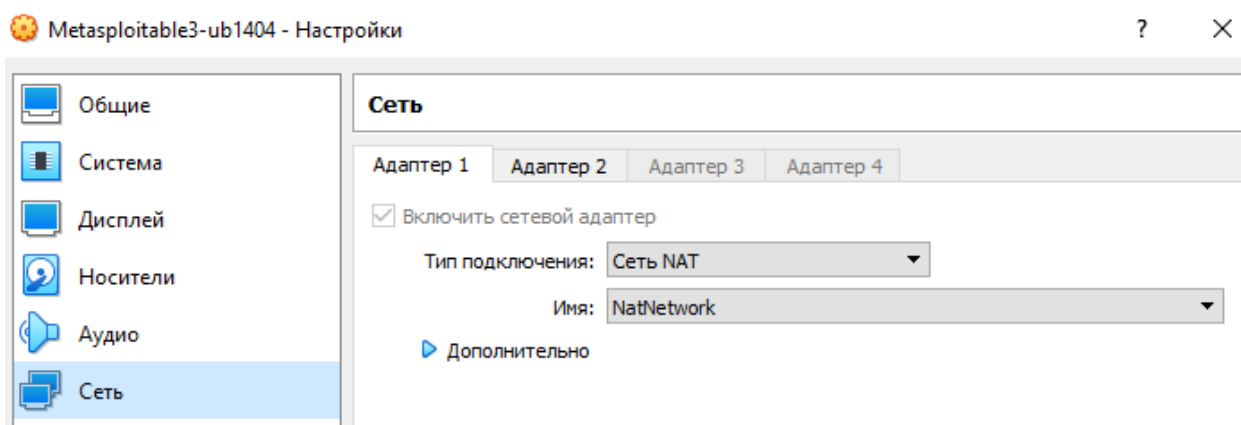 Metasploitable3-ub1404 - Настройки ? ×
Общие
Система
Дисплей
Носители
Аудио
Сеть
Сеть
Адаптер 1 Адаптер 2 Адаптер 3 Адаптер 4
Включить сетевой адаптер
Тип подключения: Сеть NAT
Имя: NatNetwork
Дополнительно